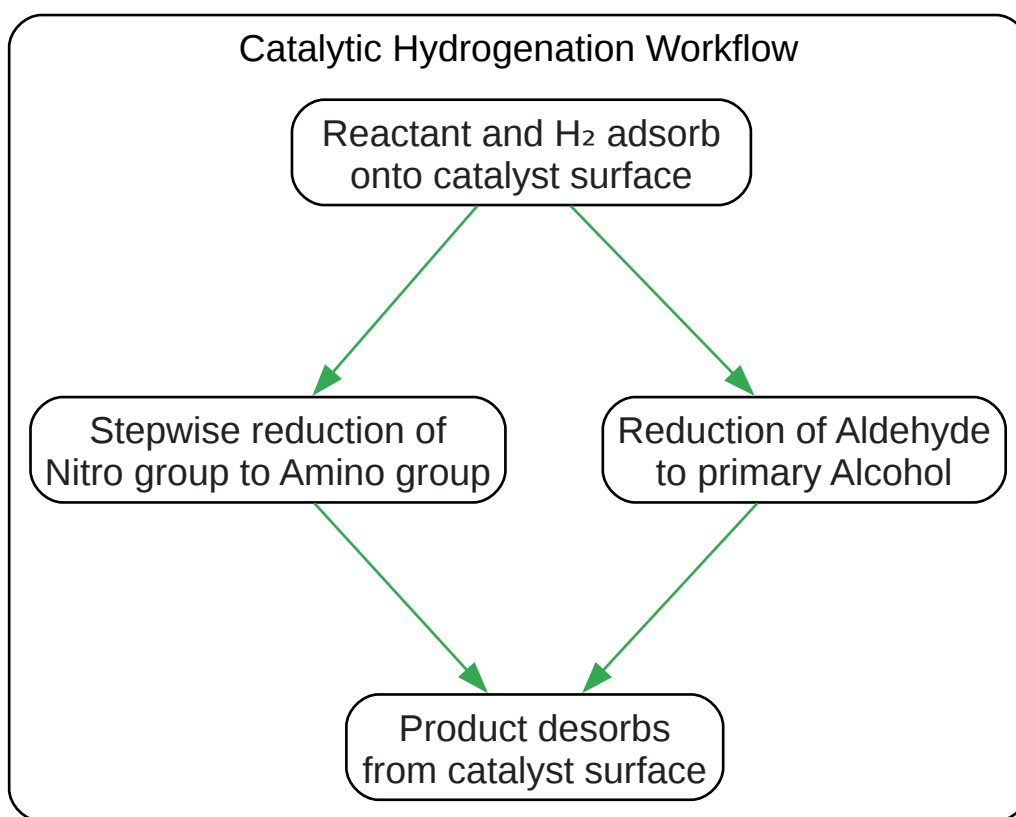 Catalytic Hydrogenation Workflow
Reactant and H₂ adsorb
onto catalyst surface
Stepwise reduction of
Nitro group to Amino group
Reduction of Aldehyde
to primary Alcohol
Product desorbs
from catalyst surface